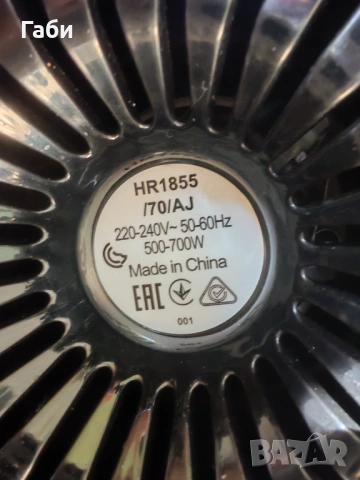 Габи
HR1855
/70/AJ
220-240V~ 50-60Hz
500-700W
Made in China
EAC
001
BAZAR